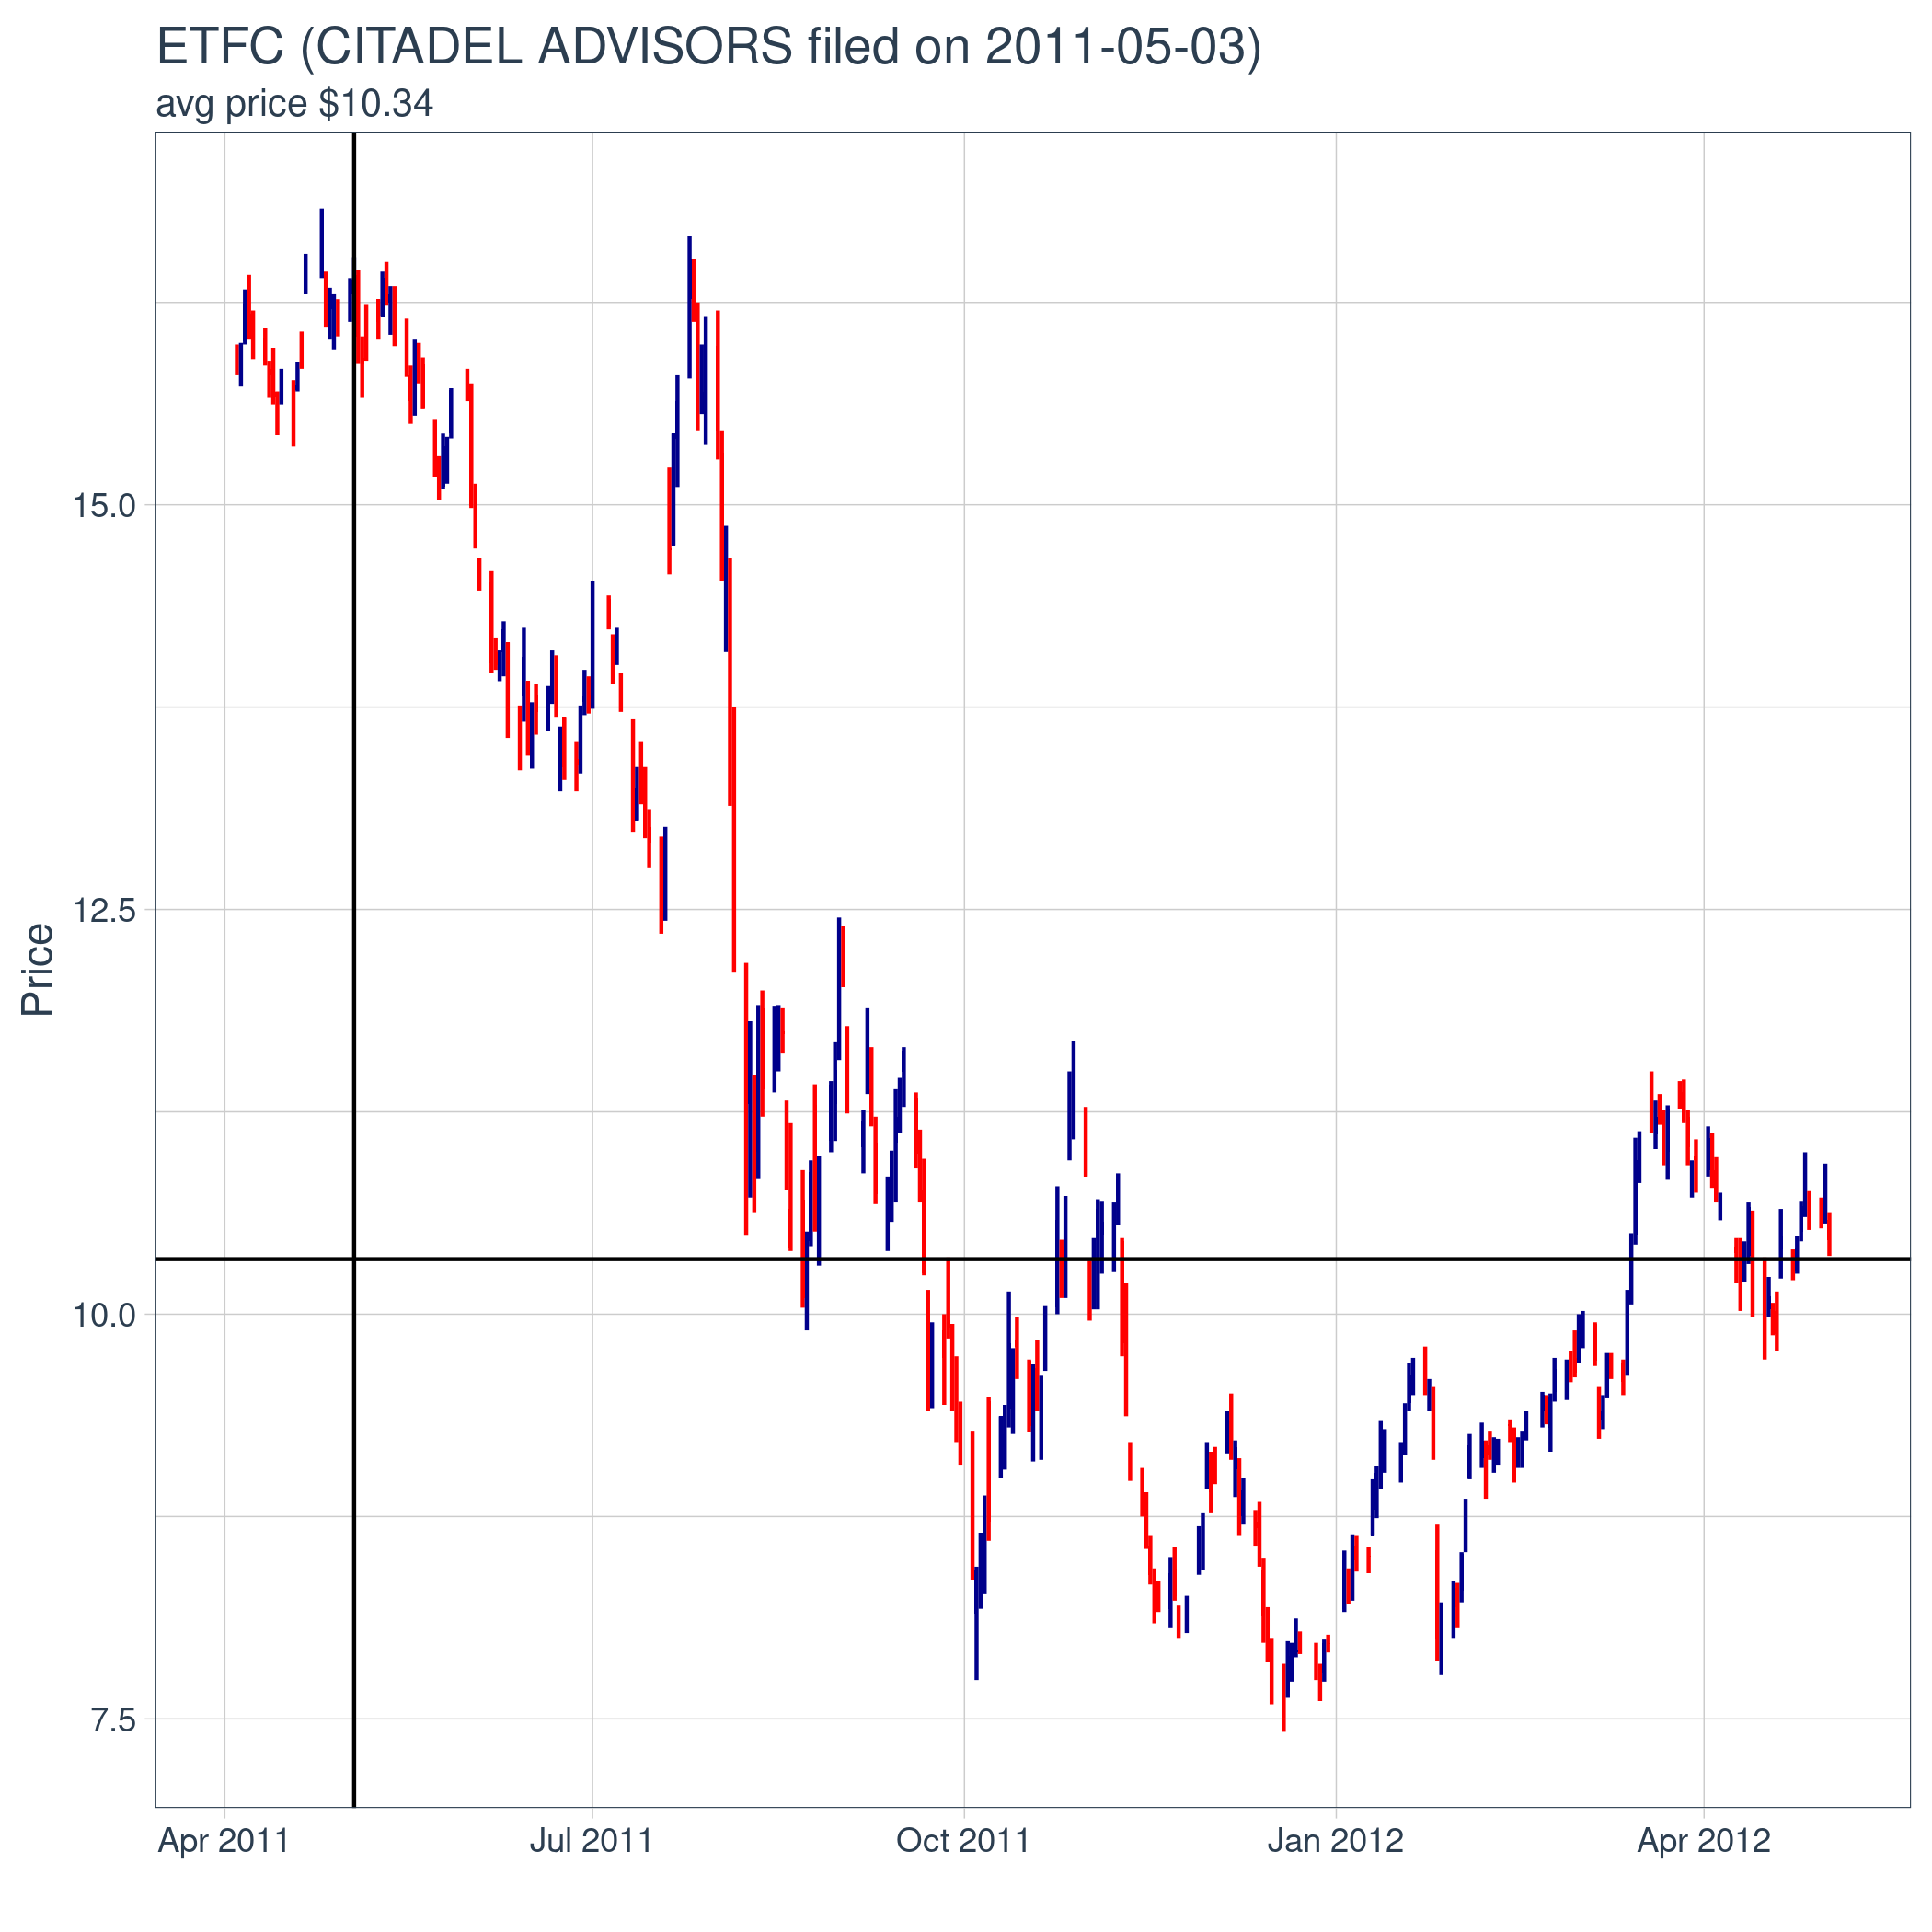 ETFC (CITADEL ADVISORS filed on 2011-05-03)
avg price $10.34
15.0
12.5
Price
10.0
7.5
Apr 2011
Jul 2011
Oct 2011
Jan 2012
Apr 2012